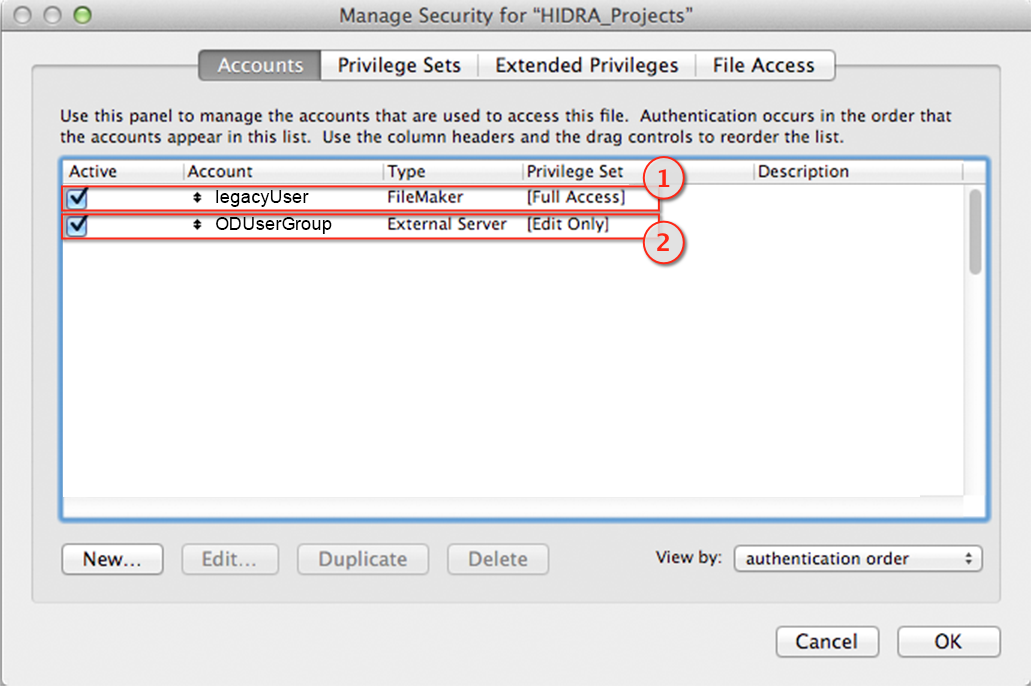 Manage Security for “HIDRA_Projects”
Accounts Privilege Sets Extended Privileges File Access
Use this panel to manage the accounts that are used to access this file. Authentication occurs in the order that
the accounts appear in this list. Use the column headers and the drag controls to reorder the list.
Active Account Type Privilege Set Description
1
legacyUser FileMaker [Full Access]
ODUserGroup External Server [Edit Only]
2
New... Edit... Duplicate Delete View by: authentication order
Cancel OK